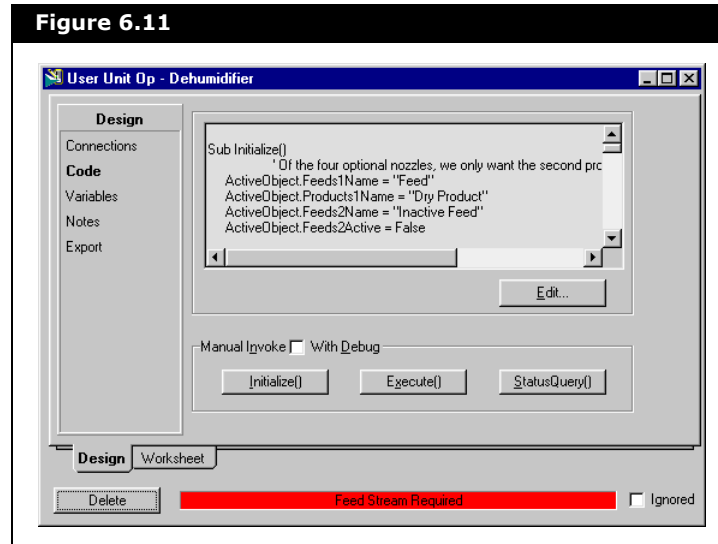 Figure 6.11
User Unit Op - Dehumidifier
Design
Connections
Code
Variables
Notes
Export
Sub Initialize()
' Of the four optional nozzles, we only want the second prc
ActiveObject.Feeds1Name = "Feed"
ActiveObject.Products1Name = "Dry Product"
ActiveObject.Feeds2Name = "Inactive Feed"
ActiveObject.Feeds2Active = False
Edit...
Manual Invoke With Debug
Initialize() Execute() StatusQuery()
Design Worksheet
Delete Feed Stream Required Ignored